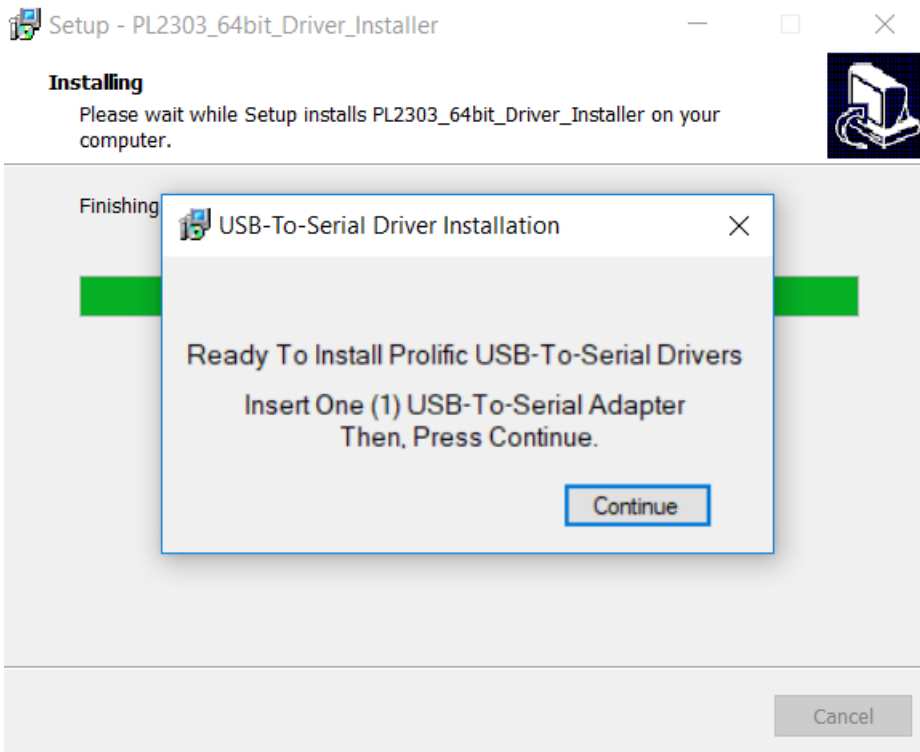 Setup - PL2303_64bit_Driver_Installer
Installing
Please wait while Setup installs PL2303_64bit_Driver_Installer on your
computer.
Finishing
USB-To-Serial Driver Installation
Ready To Install Prolific USB-To-Serial Drivers
Insert One (1) USB-To-Serial Adapter
Then, Press Continue.
Continue
Cancel